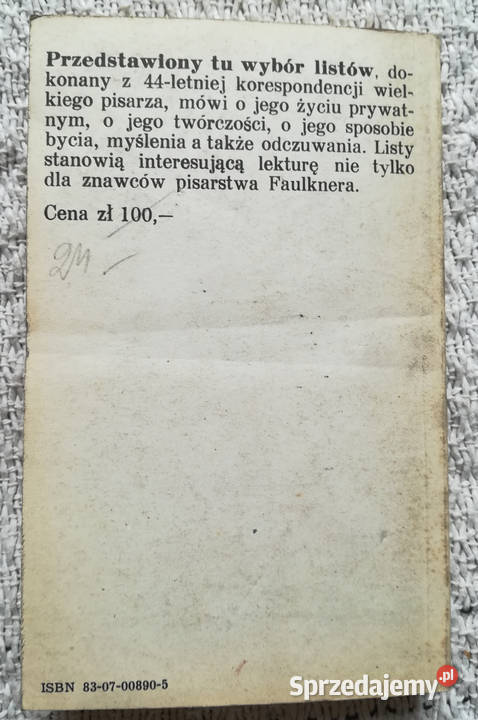 Przedstawiony tu wybór listów, do-
konany z 44-letniej korespondencji wiel-
kiego pisarza, mówi o jego życiu prywat-
nym, o jego twórczości, o jego sposobie
bycia, myślenia a także odczuwania. Listy
stanowią interesującą lekturę nie tylko
dla znawców pisarstwa Faulknera.
Cena zł 100,—
ISBN 83-07-00890-5
Sprzedajemy.pl